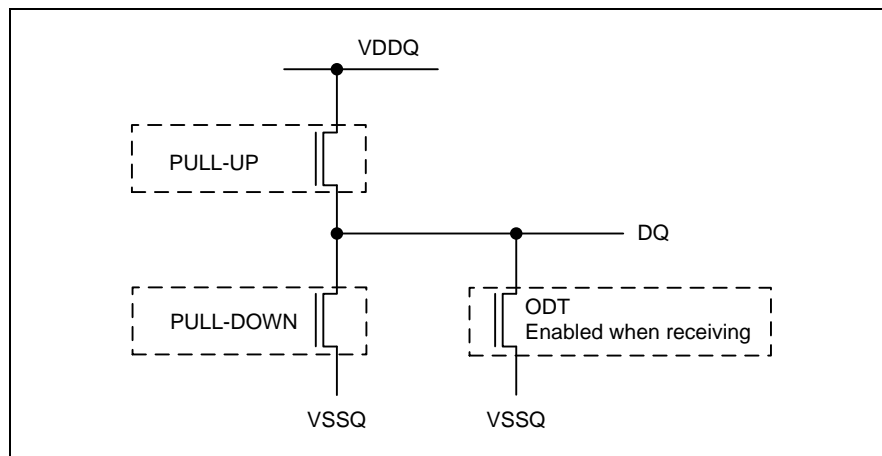 VDDQ
PULL-UP
DQ
PULL-DOWN
ODT
Enabled when receiving
VSSQ
VSSQ